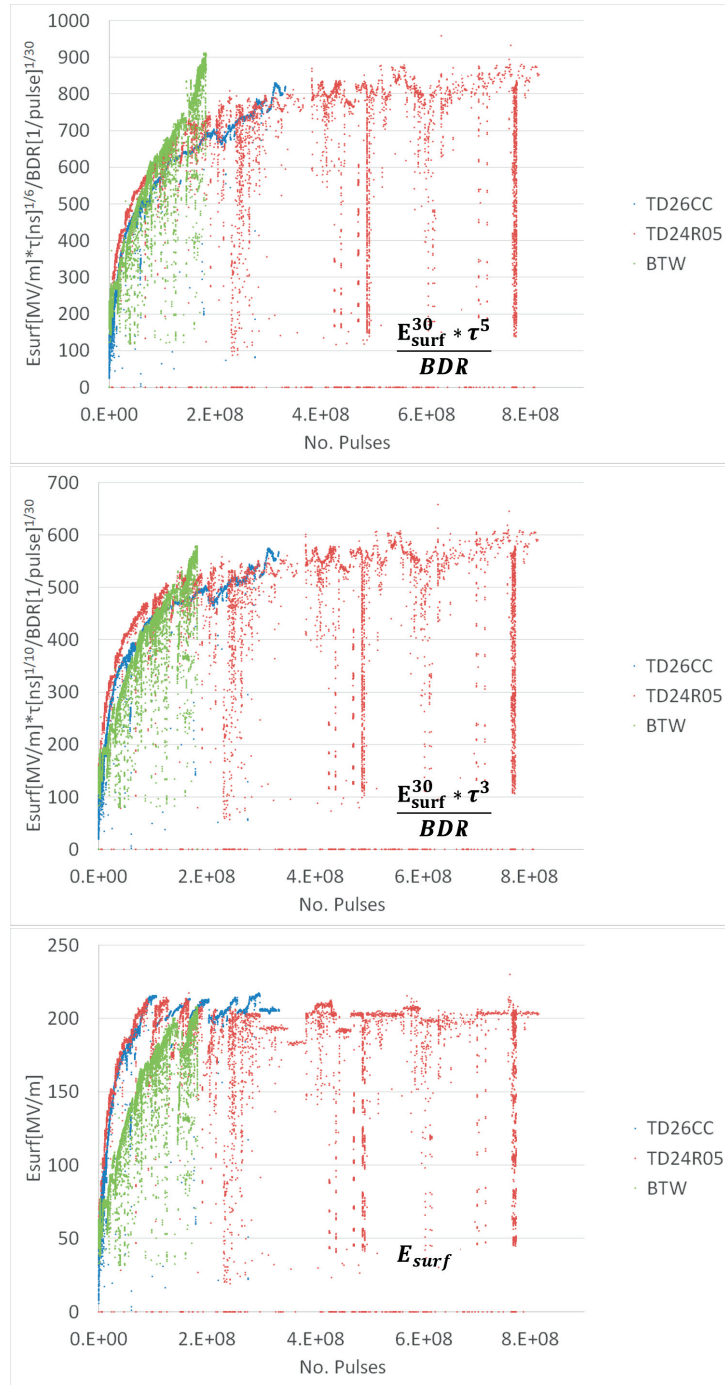 1000
900
800
700
600
500
400
300
200
100
0
Esurf[MV/m]*τ[ns]^1/6/BDR[1/pulse]^1/30
0.E+00 2.E+08 4.E+08 6.E+08 8.E+08
No. Pulses
E_surf^30 * τ^5
BDR
TD26CC
TD24R05
BTW
700
600
500
400
300
200
100
0
Esurf[MV/m]*τ[ns]^1/10/BDR[1/pulse]^1/30
0.E+00 2.E+08 4.E+08 6.E+08 8.E+08
No. Pulses
E_surf^30 * τ^3
BDR
TD26CC
TD24R05
BTW
250
200
150
100
50
0
Esurf[MV/m]
0.E+00 2.E+08 4.E+08 6.E+08 8.E+08
No. Pulses
E_surf
TD26CC
TD24R05
BTW